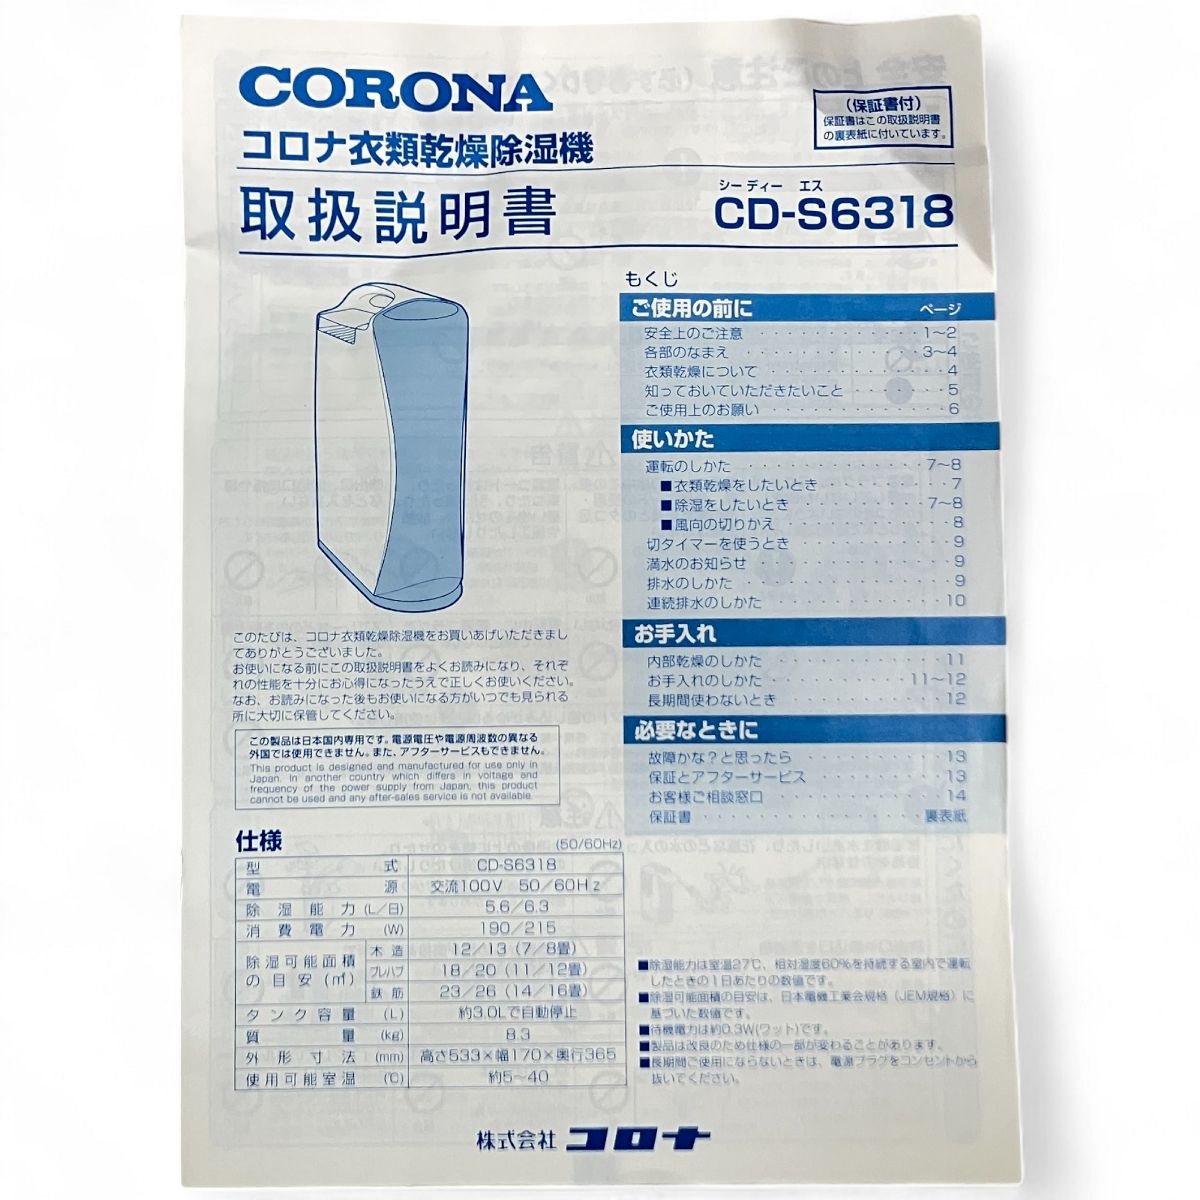 CORONA
コロナ衣類乾燥除湿機
取扱説明書
(保証書付)
保証書はこの取扱説明書
の裏表紙に付いています。
シー ディー エス
CD-S6318
もくじ
ご使用の前に ページ
安全上のご注意 ・・・・・・・・・・・ 1〜2
各部のなまえ ・・・・・・・・・・・ 3〜4
衣類乾燥について ・・・・・・・・・・・ 4
知っておいていただきたいこと ・・・・・・ 5
ご使用上のお願い ・・・・・・・・・・・ 6
使いかた
運転のしかた ・・・・・・・・・・・ 7〜8
■衣類乾燥をしたいとき ・・・・・・・・ 7
■除湿をしたいとき ・・・・・・・・ 7〜8
■風向の切りかえ ・・・・・・・・・・ 8
切タイマーを使うとき ・・・・・・・・・ 9
満水のお知らせ ・・・・・・・・・・・ 9
排水のしかた ・・・・・・・・・・・・ 9
連続排水のしかた ・・・・・・・・・・ 10
お手入れ
内部乾燥のしかた ・・・・・・・・・・ 11
お手入れのしかた ・・・・・・・・ 11〜12
長期間使わないとき ・・・・・・・・・ 12
必要なときに
故障かな？と思ったら ・・・・・・・・ 13
保証とアフターサービス ・・・・・・・ 13
お客様ご相談窓口 ・・・・・・・・・・ 14
保証書 ・・・・・・・・・・・・・ 裏表紙
このたびは、コロナ衣類乾燥除湿機をお買いあげいただきまし
てありがとうございました。
お使いになる前にこの取扱説明書をよくお読みになり、それぞ
れの性能を十分にお心得になったうえで正しくお使いください。
なお、お読みになった後もお使いになる方がいつでも見られる
所に大切に保管してください。
この製品は日本国内専用です。電源電圧や電源周波数の異なる
外国では使用できません。また、アフターサービスもできません。
This product is designed and manufactured for use only in
Japan. In another country which differs in voltage and
frequency of the power supply from Japan, this product
cannot be used and any after-sales service is not available.
仕様 (50/60Hz)
型式 CD-S6318
電源 交流100V 50/60Hz
除湿能力 (L/日) 5.6/6.3
消費電力 (W) 190/215
除湿可能面積の目安 (㎡) 木造 12/13 (7/8畳)
プレハブ 18/20 (11/12畳)
鉄筋 23/26 (14/16畳)
タンク容量 (L) 約3.0Lで自動停止
質量 (kg) 8.3
外形寸法 (mm) 高さ533×幅170×奥行365
使用可能室温 (℃) 約5〜40
■除湿能力は室温27℃、相対湿度60%を持続する室内で運転
したときの1日あたりの数値です。
■除湿可能面積の目安は、日本電機工業会規格（JEM規格）に
基づいた数値です。
■待機電力は約0.3W(ワット)です。
■製品は改良のため仕様の一部が変わることがあります。
■長期間ご使用にならないときは、電源プラグをコンセントから
抜いてください。
株式会社 コロナ